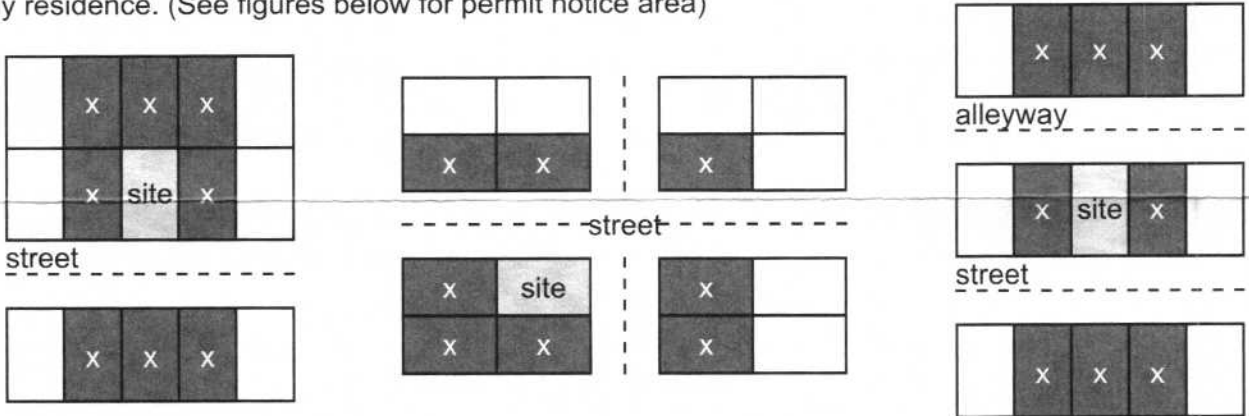 y residence. (See figures below for permit notice area)
x x x
x site x
street
x x x
x x
x
street
x site
x x
x
x
x x x
alleyway
x site x
street
x x x